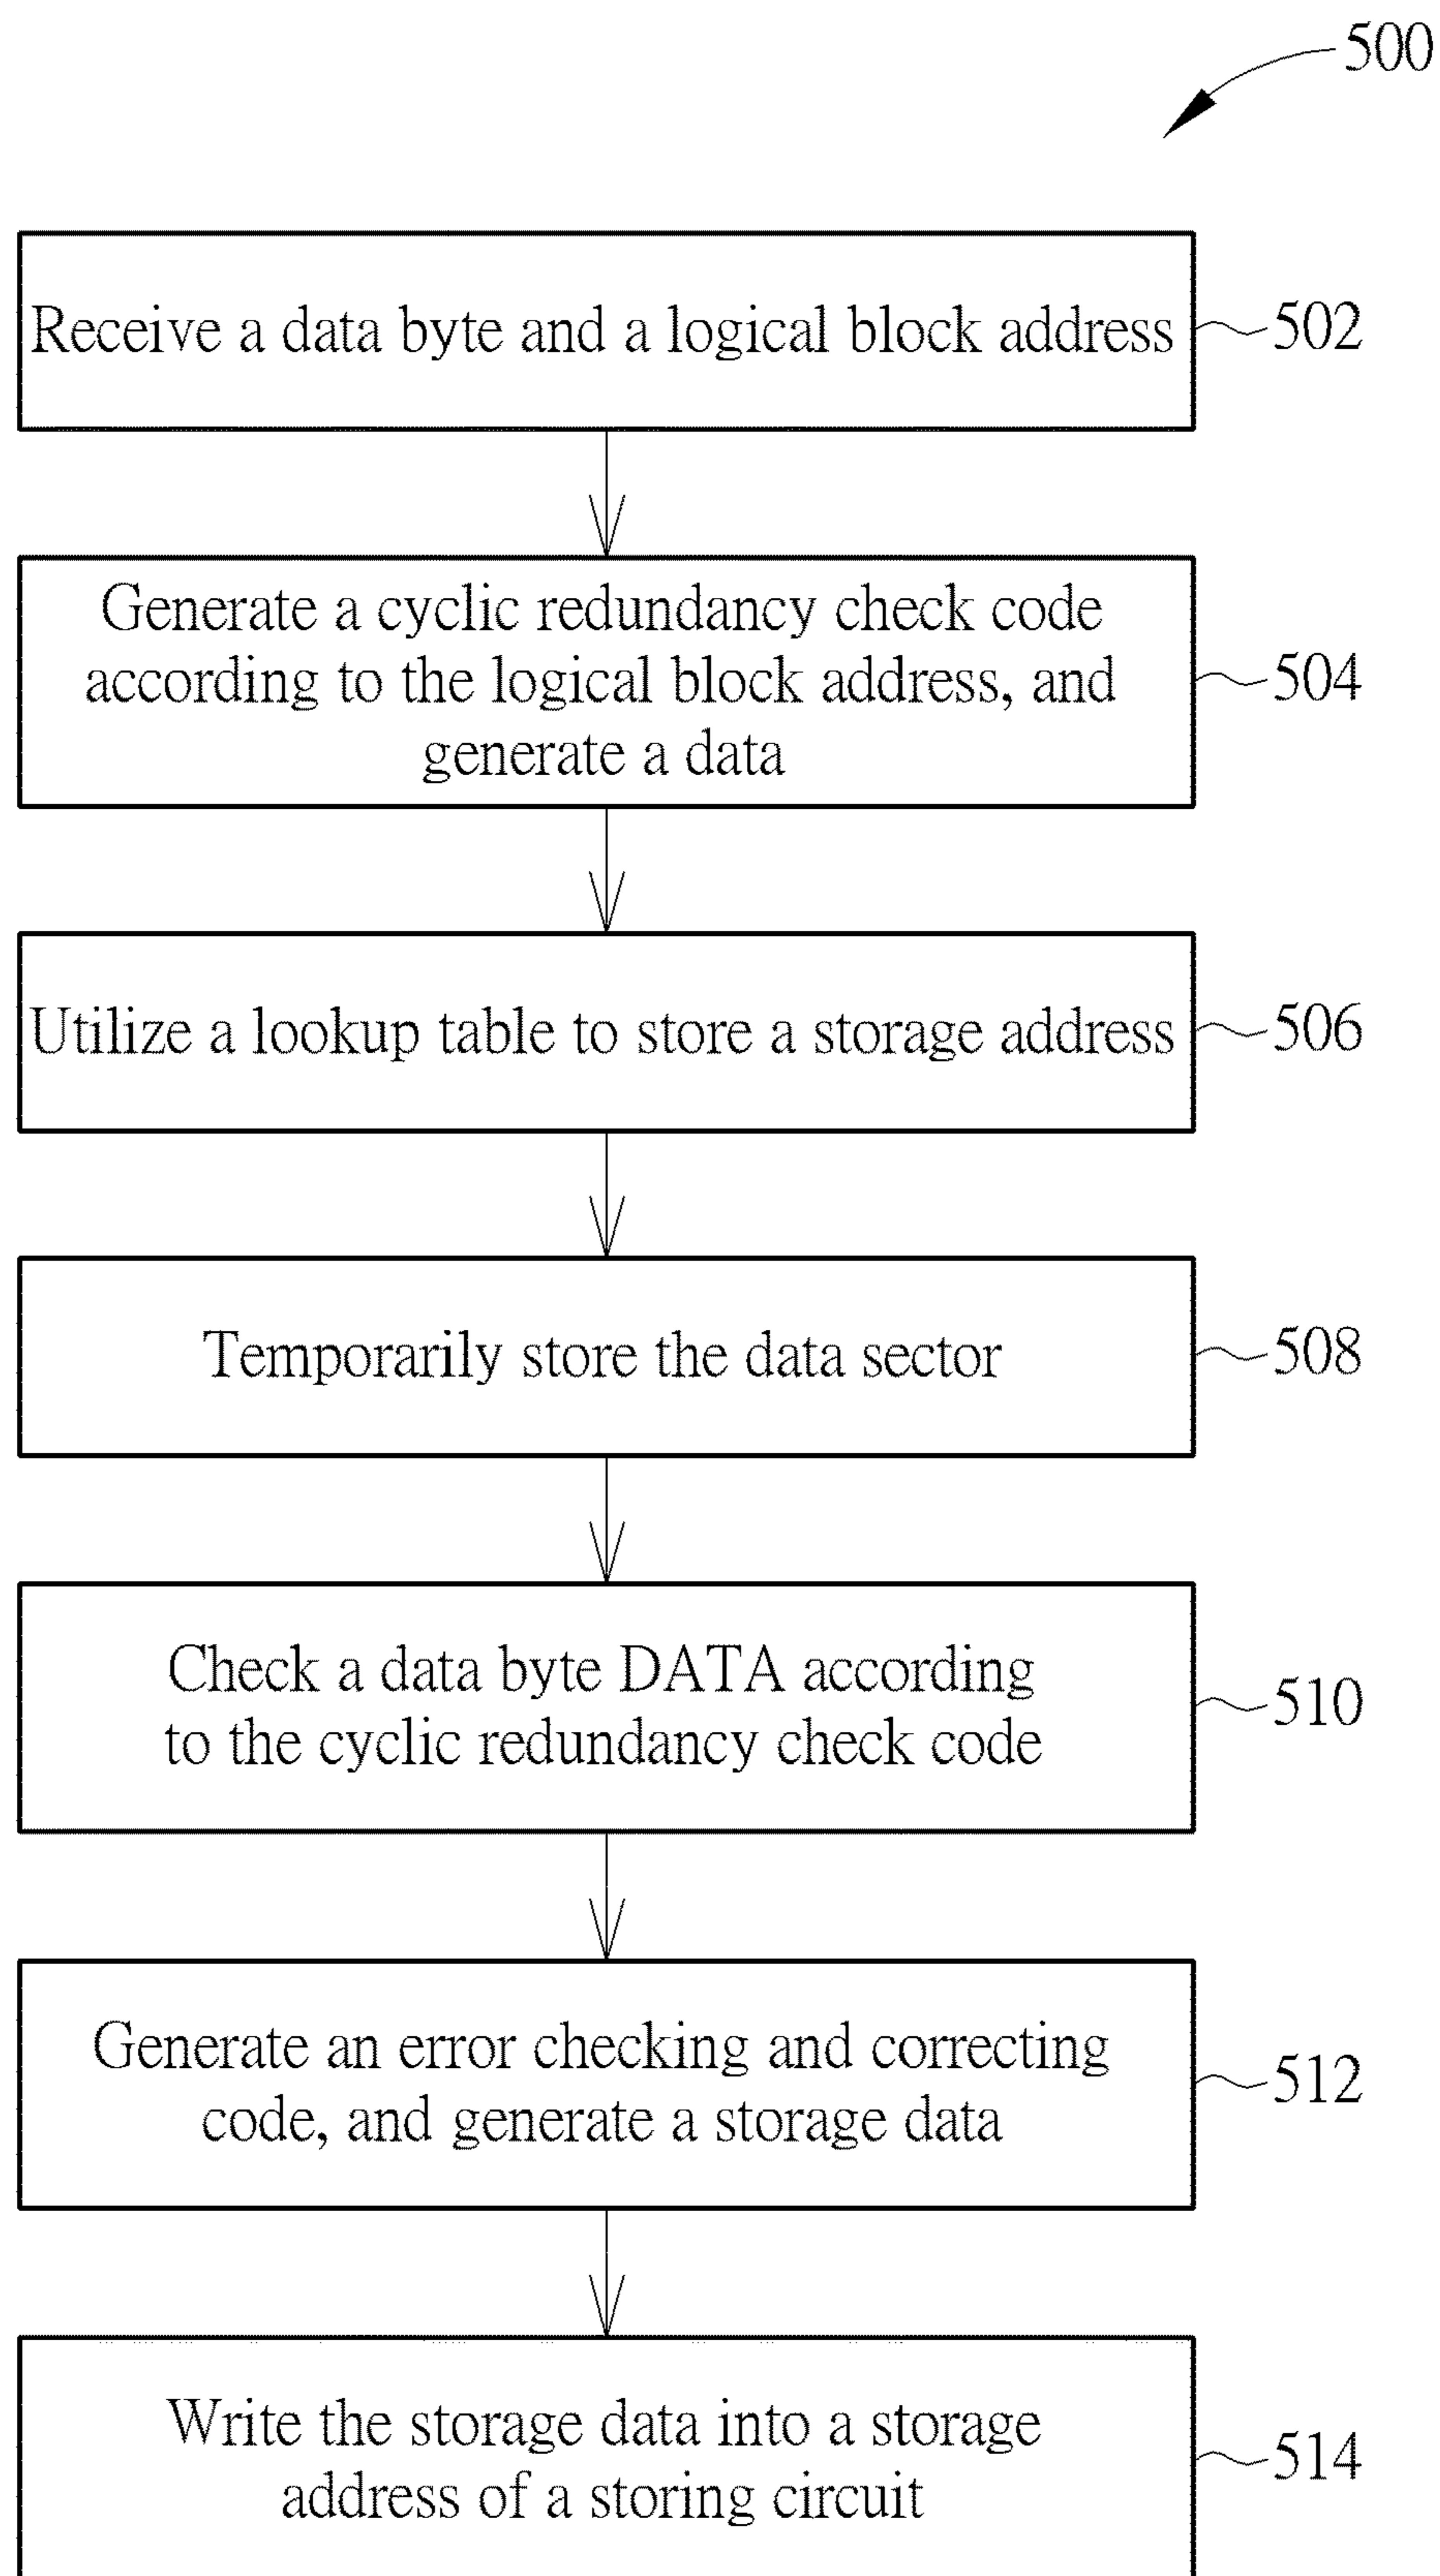 500
Receive a data byte and a logical block address
502
Generate a cyclic redundancy check code
according to the logical block address, and
generate a data
504
Utilize a lookup table to store a storage address
506
Temporarily store the data sector
508
Check a data byte DATA according
to the cyclic redundancy check code
510
Generate an error checking and correcting
code, and generate a storage data
512
Write the storage data into a storage
address of a storing circuit
514